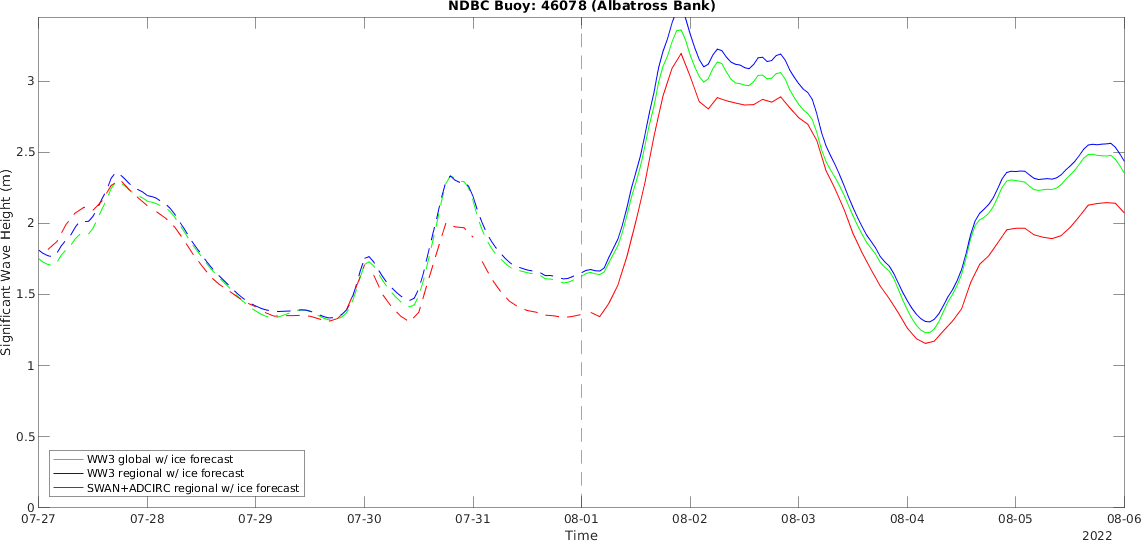 NDBC Buoy: 46078 (Albatross Bank)
Significant Wave Height (m)
3
2.5
2
1.5
1
0.5
0
WW3 global w/ ice forecast
WW3 regional w/ ice forecast
SWAN+ADCIRC regional w/ ice forecast
07-27 07-28 07-29 07-30 07-31 08-01 08-02 08-03 08-04 08-05 08-06
Time
2022